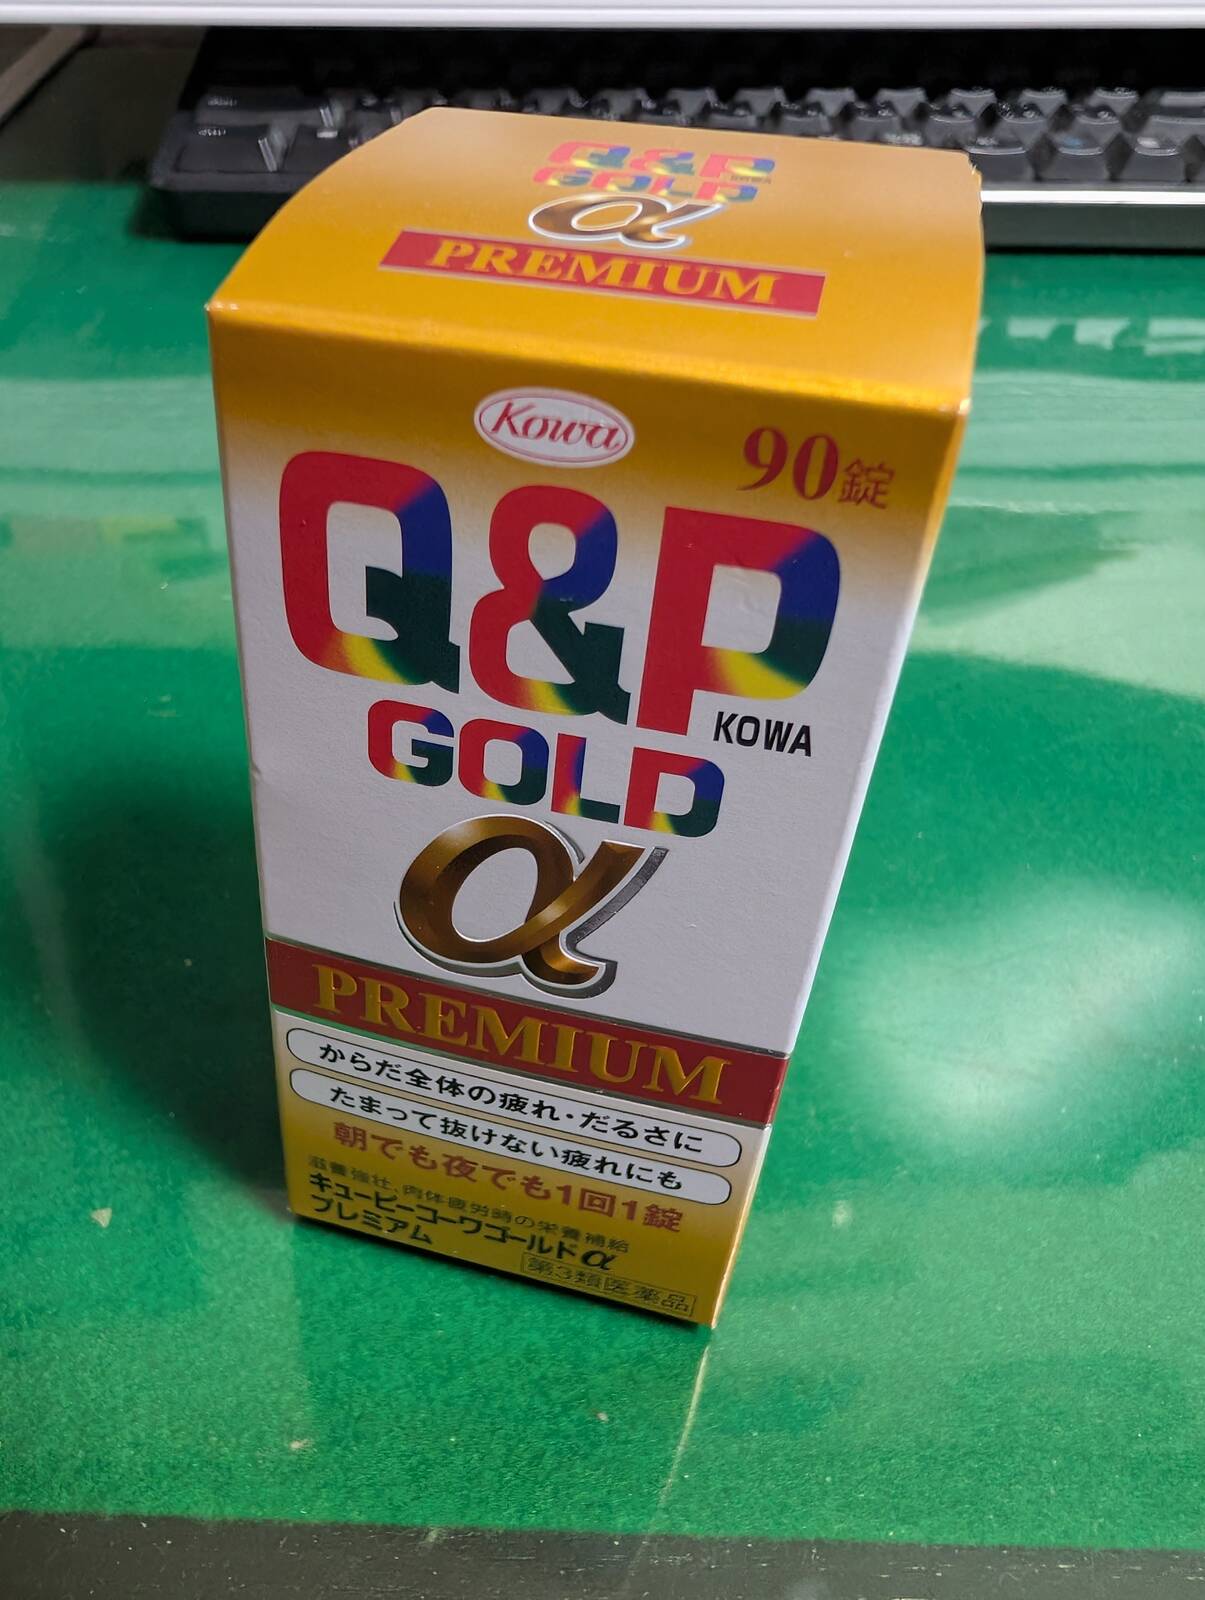 Q&P
KOWA
GOLD
α
PREMIUM
Kowa
90錠
Q&P
KOWA
GOLD
α
PREMIUM
からだ全体の疲れ・だるさに
たまって抜けない疲れにも
朝でも夜でも1回1錠
滋養強壮、肉体疲労時の栄養補給
キューピーコーワゴールドα
プレミアム
第3類医薬品